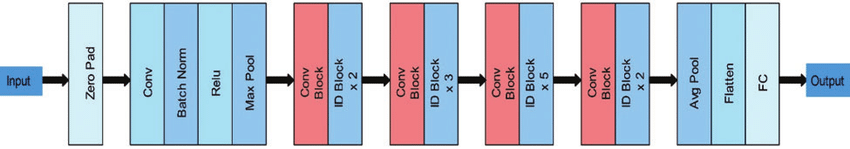 Input
Zero Pad
Conv
Batch Norm
Relu
Max Pool
Conv
Block
ID Block
x 2
Conv
Block
ID Block
x 3
Conv
Block
ID Block
x 5
Conv
Block
ID Block
x 2
Avg Pool
Flatten
FC
Output